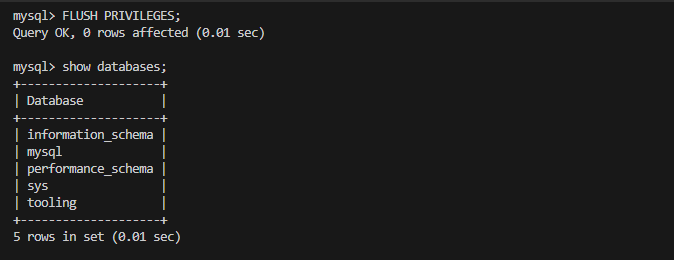 mysql> FLUSH PRIVILEGES;
Query OK, 0 rows affected (0.01 sec)
mysql> show databases;
+--------------------+
| Database           |
+--------------------+
| information_schema |
| mysql              |
| performance_schema |
| sys                |
| tooling            |
+--------------------+
5 rows in set (0.01 sec)